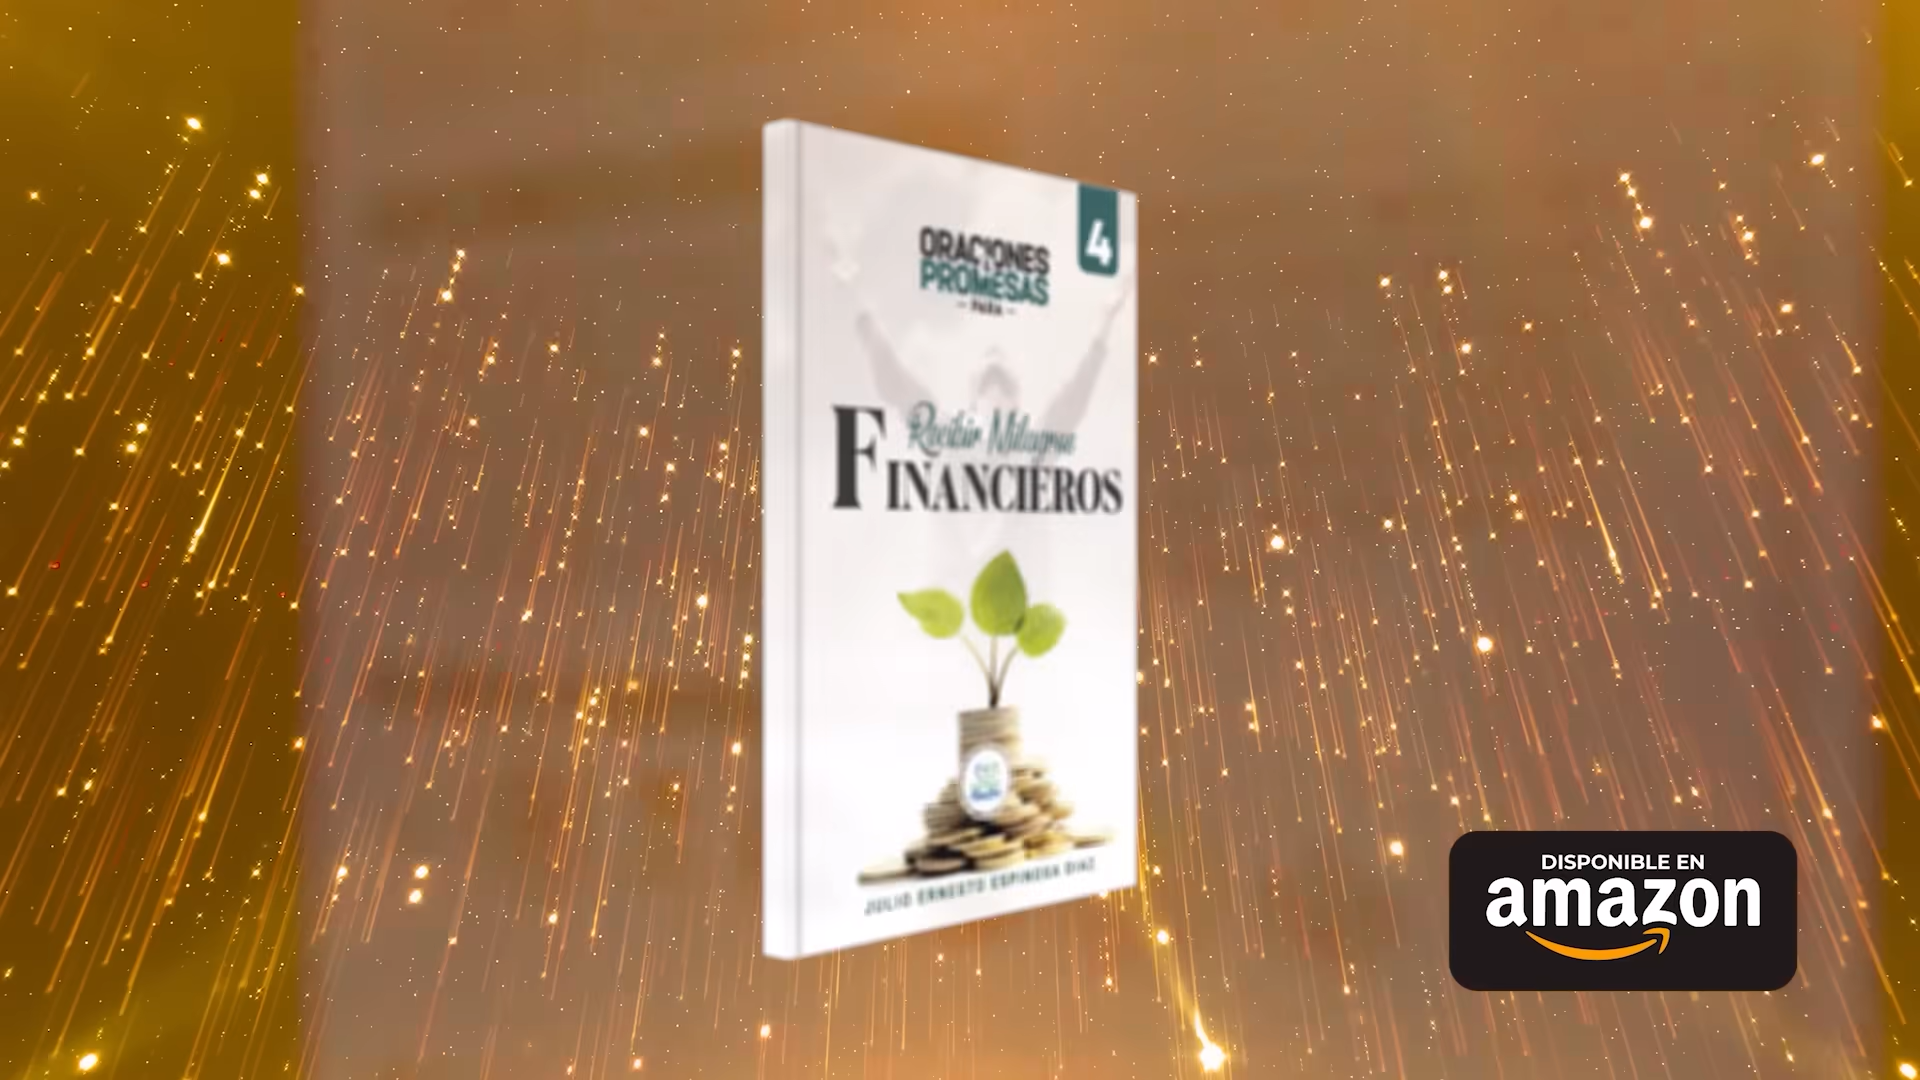 4
ORACIONES
PROMESAS
- PARA -
Recibir Milagros
FINANCIEROS
JULIO ERNESTO ESPINOSA DIAZ
DISPONIBLE EN
amazon